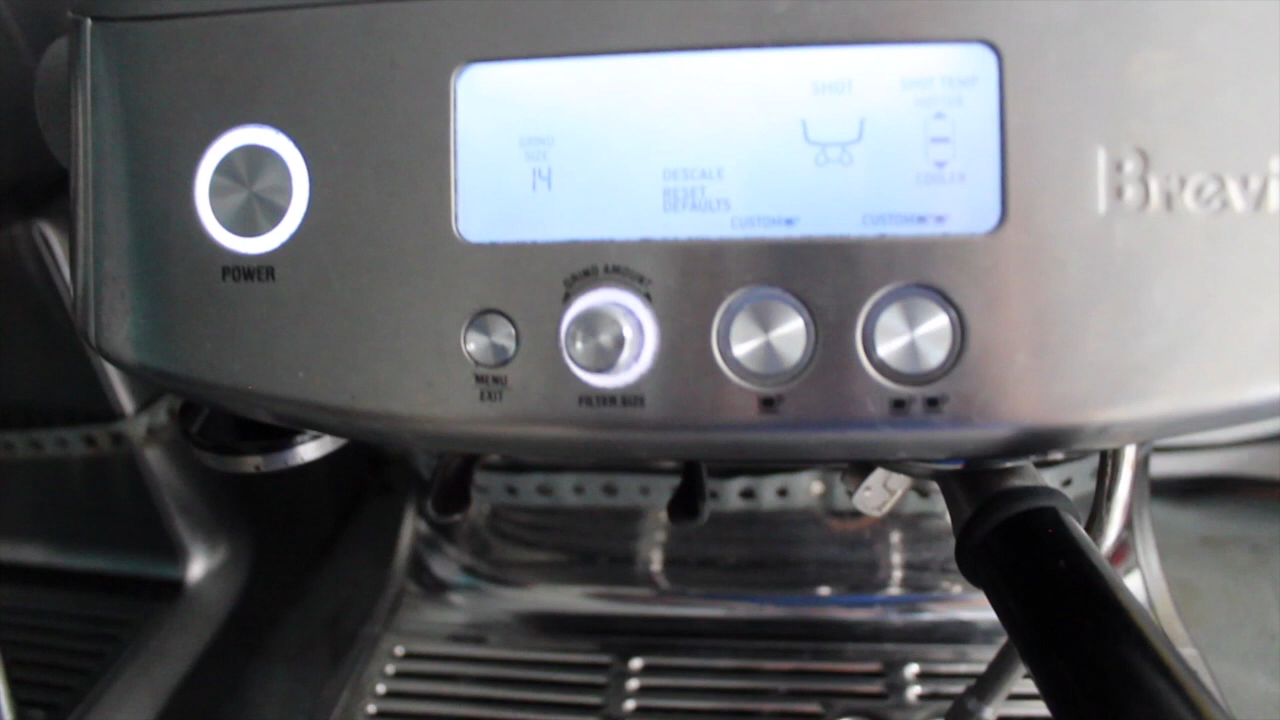 SHOT
SHOT TEMP
HOTTER
GRIND
SIZE
14
DESCALE
RESET
DEFAULTS
COOLER
CUSTOM
CUSTOM
POWER
GRIND AMOUNT
MENU
EXIT
FILTER SIZE